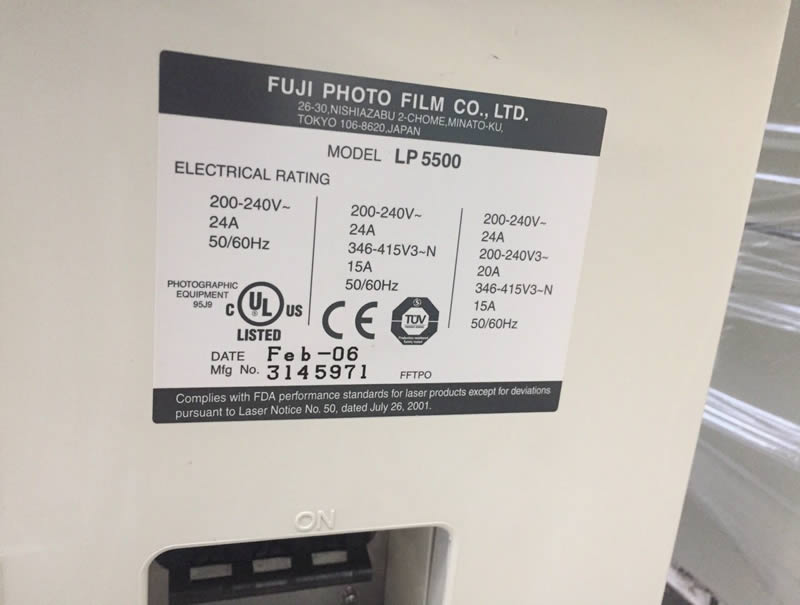 FUJI PHOTO FILM CO., LTD.
26-30,NISHIAZABU 2-CHOME,MINATO-KU,
TOKYO 106-8620,JAPAN
MODEL LP 5500
ELECTRICAL RATING
200-240V~
24A
50/60Hz
200-240V~
24A
346-415V3~N
15A
50/60Hz
200-240V~
24A
200-240V3~
20A
346-415V3~N
15A
50/60Hz
PHOTOGRAPHIC
EQUIPMENT
95J9
C UL US
LISTED
CE
TÜV
DATE Feb-06
Mfg No. 3145971
FFTPO
Complies with FDA performance standards for laser products except for deviations
pursuant to Laser Notice No. 50, dated July 26, 2001.
ON